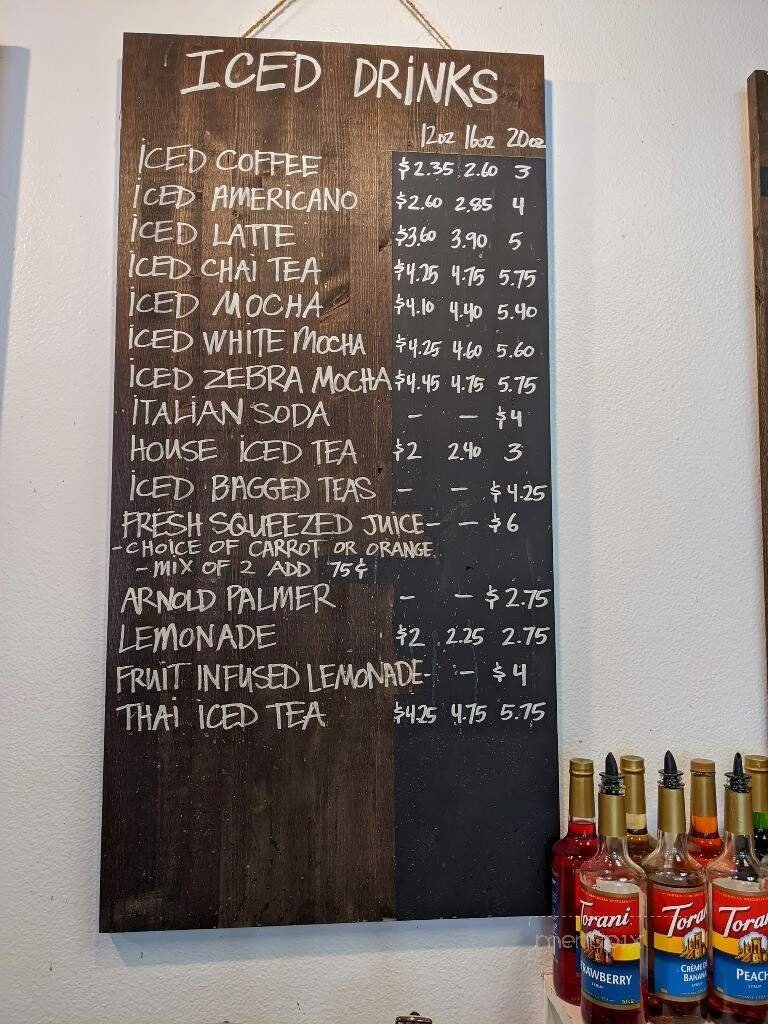 ICED DRINKS
12oz 16oz 20oz
ICED COFFEE $2.35 2.60 3
ICED AMERICANO $2.60 2.85 4
ICED LATTE $3.60 3.90 5
ICED CHAI TEA $4.25 4.75 5.75
ICED MOCHA $4.10 4.40 5.40
ICED WHITE MOCHA $4.25 4.60 5.60
ICED ZEBRA MOCHA $4.45 4.75 5.75
ITALIAN SODA - - $4
HOUSE ICED TEA $2 2.40 3
ICED BAGGED TEAS - - $4.25
FRESH SQUEEZED JUICE - - $6
- CHOICE OF CARROT OR ORANGE
- MIX OF 2 ADD 75¢
ARNOLD PALMER - - $2.75
LEMONADE $2 2.25 2.75
FRUIT INFUSED LEMONADE - - $4
THAI ICED TEA $4.25 4.75 5.75
Torani Torani Torani
STRAWBERRY
SYRUP
CRÈME DE
BANANA
SYRUP
PEACH
SYRUP
menupix